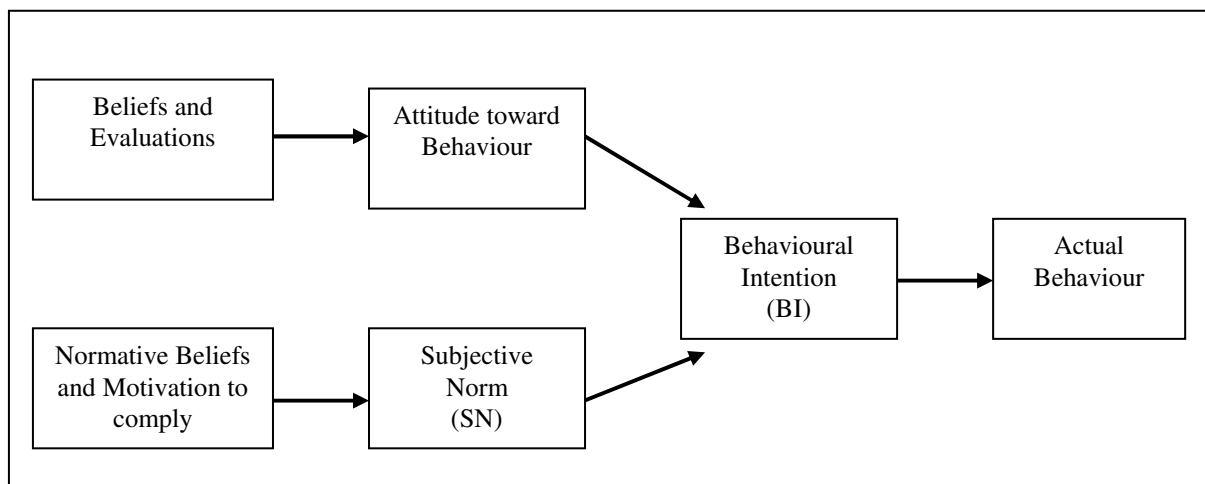 Beliefs and
Evaluations
Attitude toward
Behaviour
Behavioural
Intention
(BI)
Actual
Behaviour
Normative Beliefs
and Motivation to
comply
Subjective
Norm
(SN)